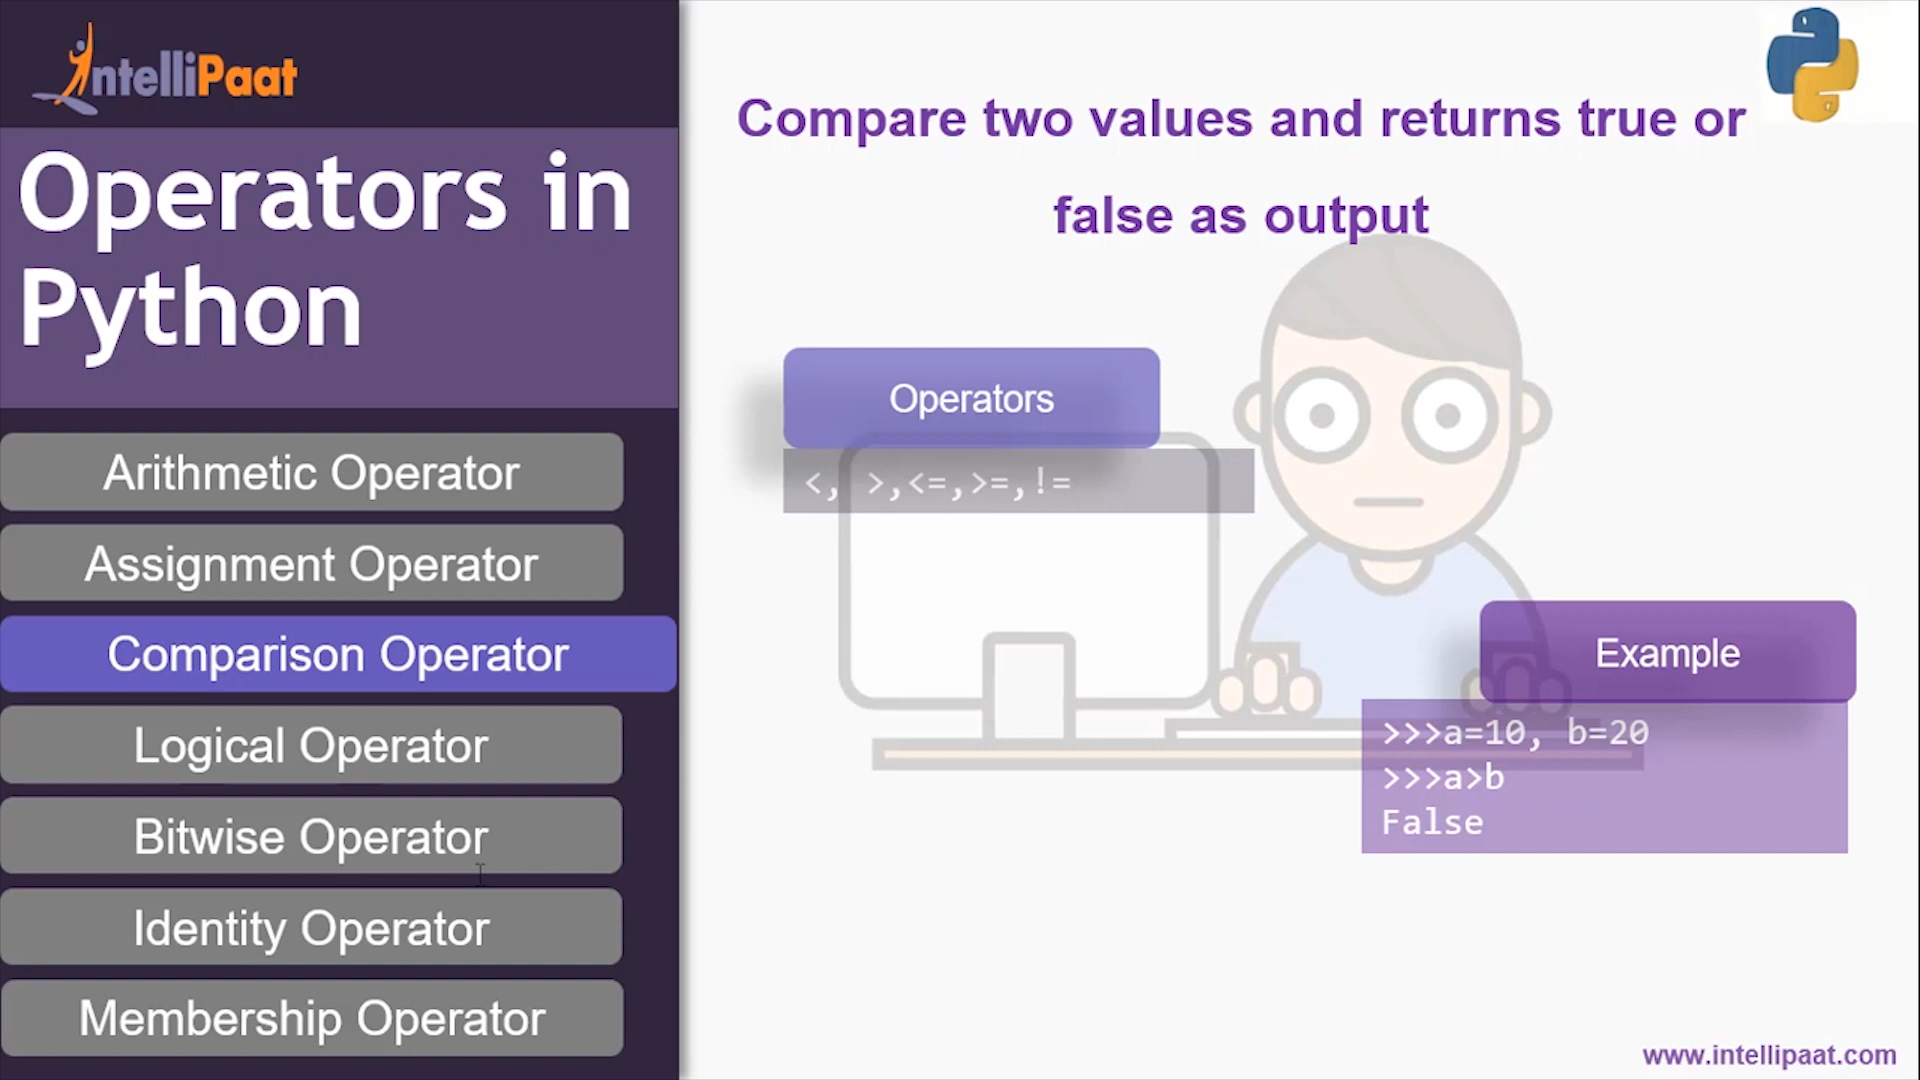 IntelliPaat
Operators in
Python
Arithmetic Operator
Assignment Operator
Comparison Operator
Logical Operator
Bitwise Operator
Identity Operator
Membership Operator
Compare two values and returns true or
false as output
Operators
<, >,<=,>=,!=
Example
>>>a=10, b=20
>>>a>b
False
www.intellipaat.com